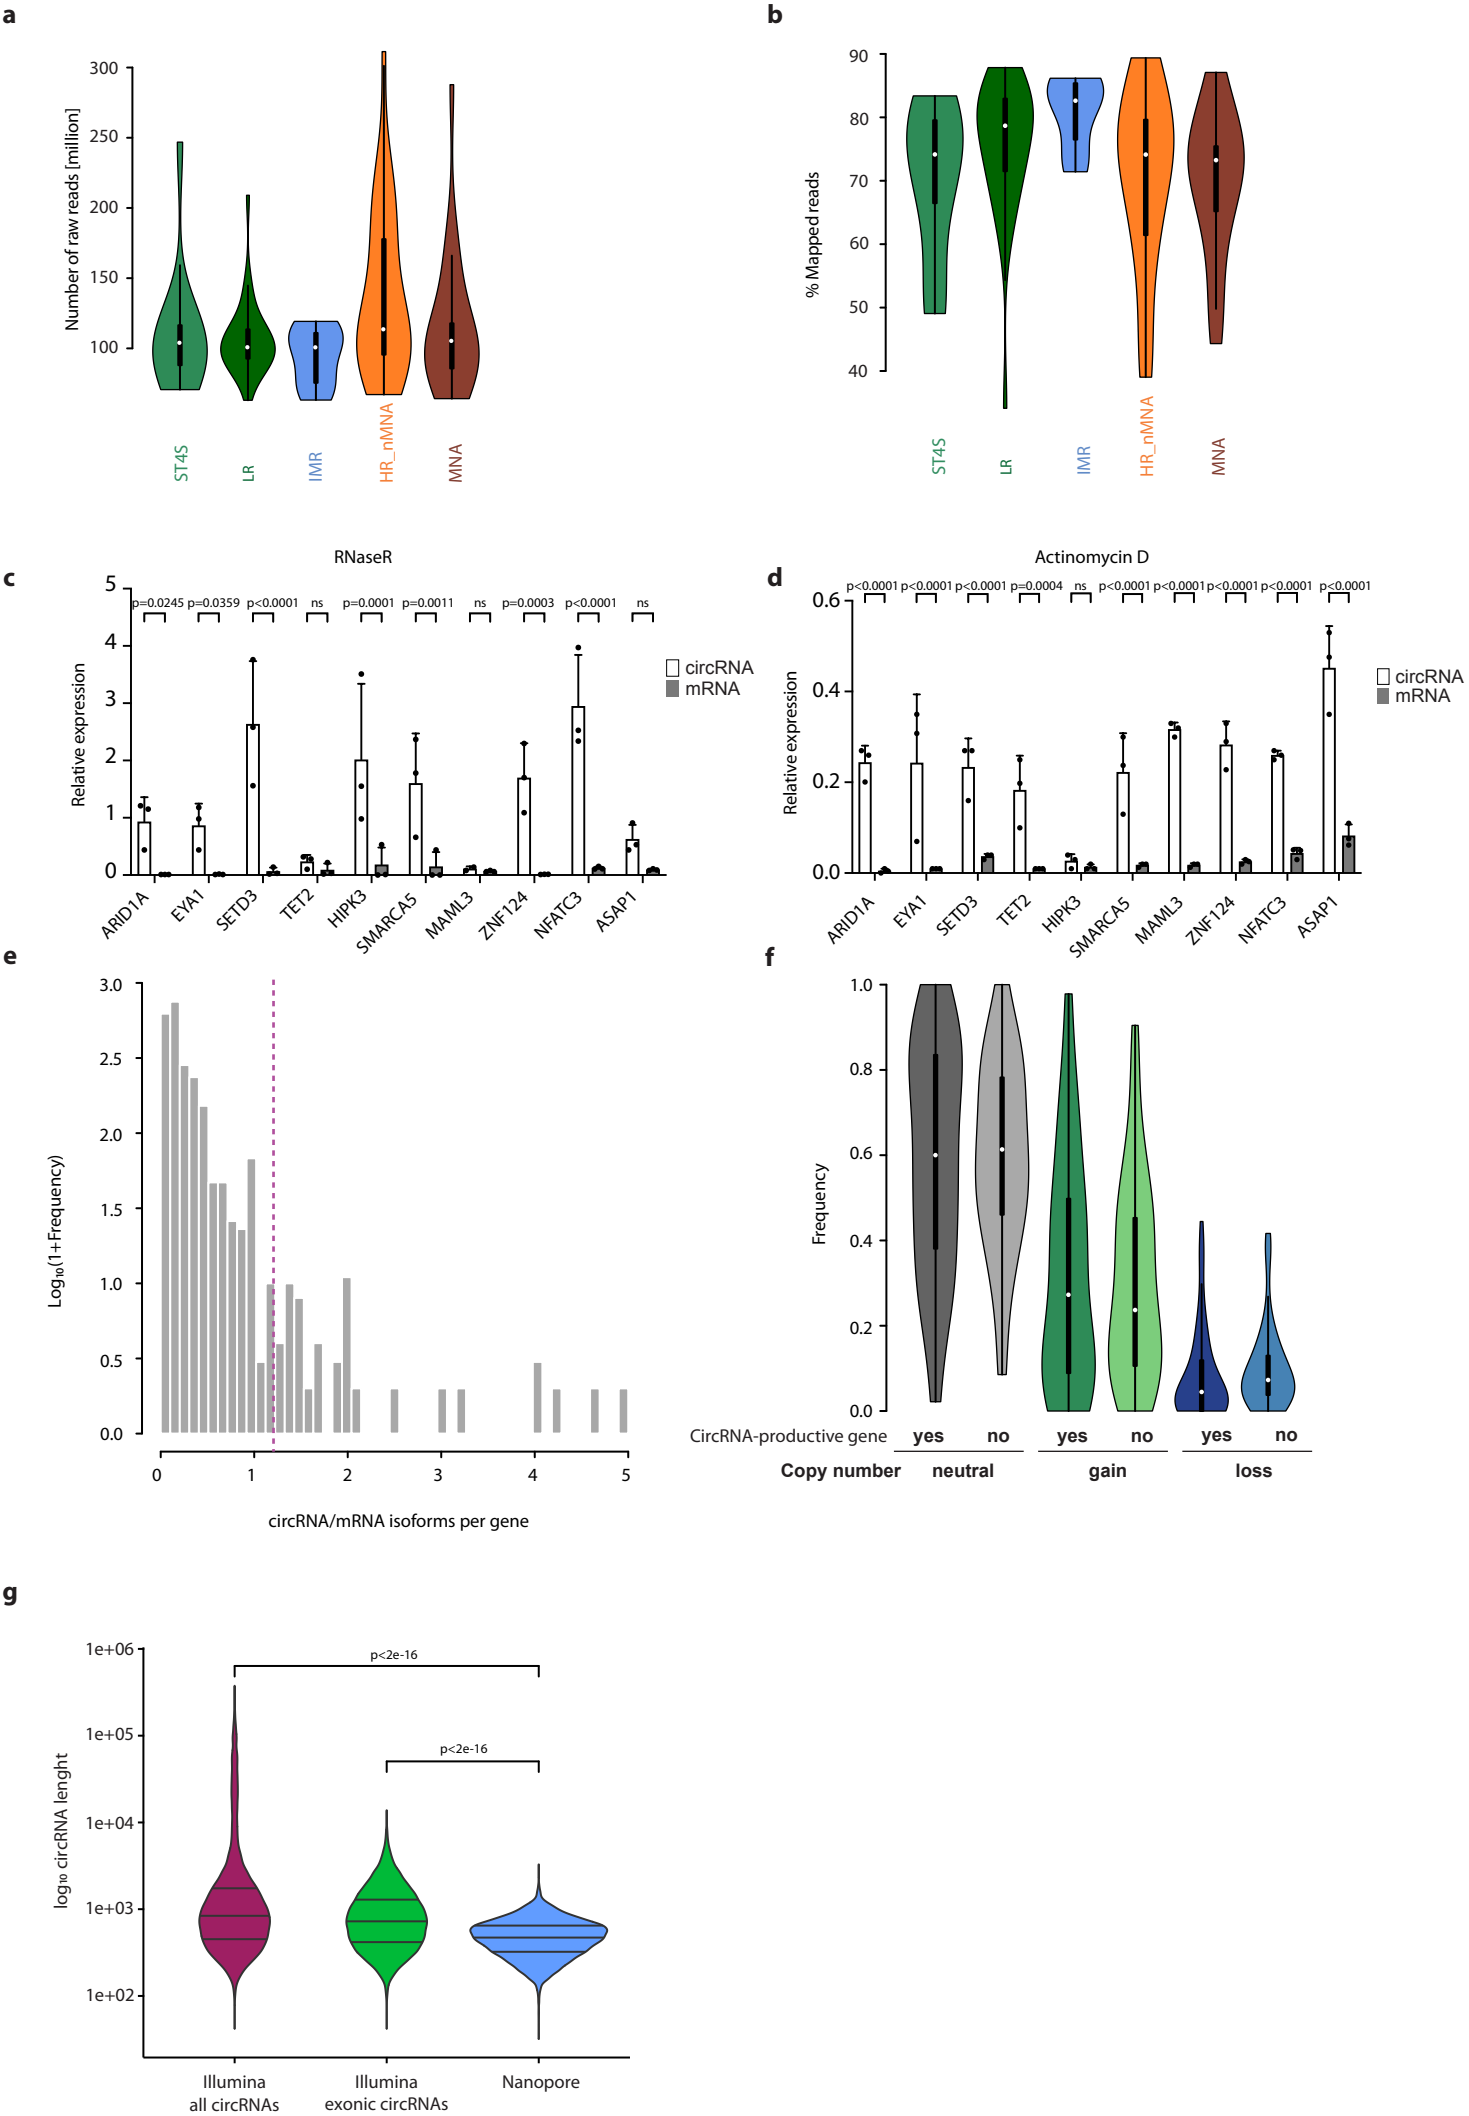 a
Number of raw reads [million]
300
250
200
150
100
ST4S
LR
IMR
HR_nMNA
MNA
b
% Mapped reads
90
80
70
60
50
40
ST4S
LR
IMR
HR_nMNA
MNA
c
RNaseR
Relative expression
5
4
3
2
1
0
p=0.0245 p=0.0359 p<0.0001 ns p=0.0001 p=0.0011 ns p=0.0003 p<0.0001 ns
circRNA
mRNA
ARID1A
EYA1
SETD3
TET2
HIPK3
SMARCA5
MAML3
ZNF124
NFATC3
ASAP1
d
Actinomycin D
Relative expression
0.6
0.4
0.2
0.0
p<0.0001 p<0.0001 p<0.0001 p=0.0004 ns p<0.0001 p<0.0001 p<0.0001 p<0.0001 p<0.0001
circRNA
mRNA
ARID1A
EYA1
SETD3
TET2
HIPK3
SMARCA5
MAML3
ZNF124
NFATC3
ASAP1
e
Log₁₀(1+Frequency)
3.0
2.5
2.0
1.5
1.0
0.5
0.0
0 1 2 3 4 5
circRNA/mRNA isoforms per gene
f
Frequency
1.0
0.8
0.6
0.4
0.2
0.0
CircRNA-productive gene yes no yes no yes no
Copy number neutral gain loss
g
log₁₀ circRNA lenght
1e+06
1e+05
1e+04
1e+03
1e+02
p<2e-16
p<2e-16
Illumina
all circRNAs
Illumina
exonic circRNAs
Nanopore